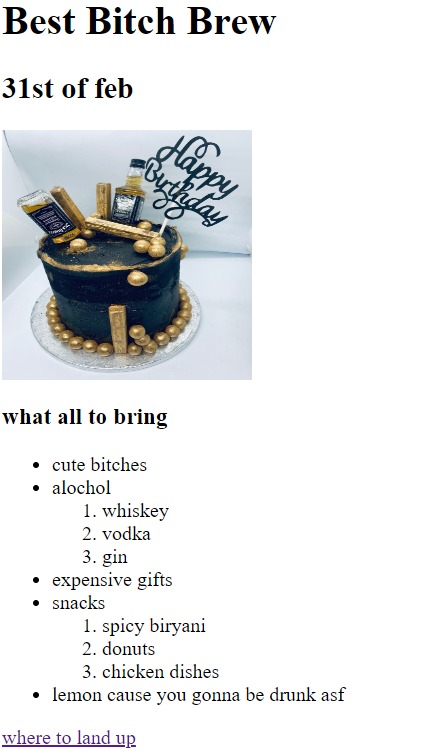 Best Bitch Brew
31st of feb
Happy
Birthday
what all to bring
• cute bitches
• alochol
1. whiskey
2. vodka
3. gin
• expensive gifts
• snacks
1. spicy biryani
2. donuts
3. chicken dishes
• lemon cause you gonna be drunk asf
where to land up